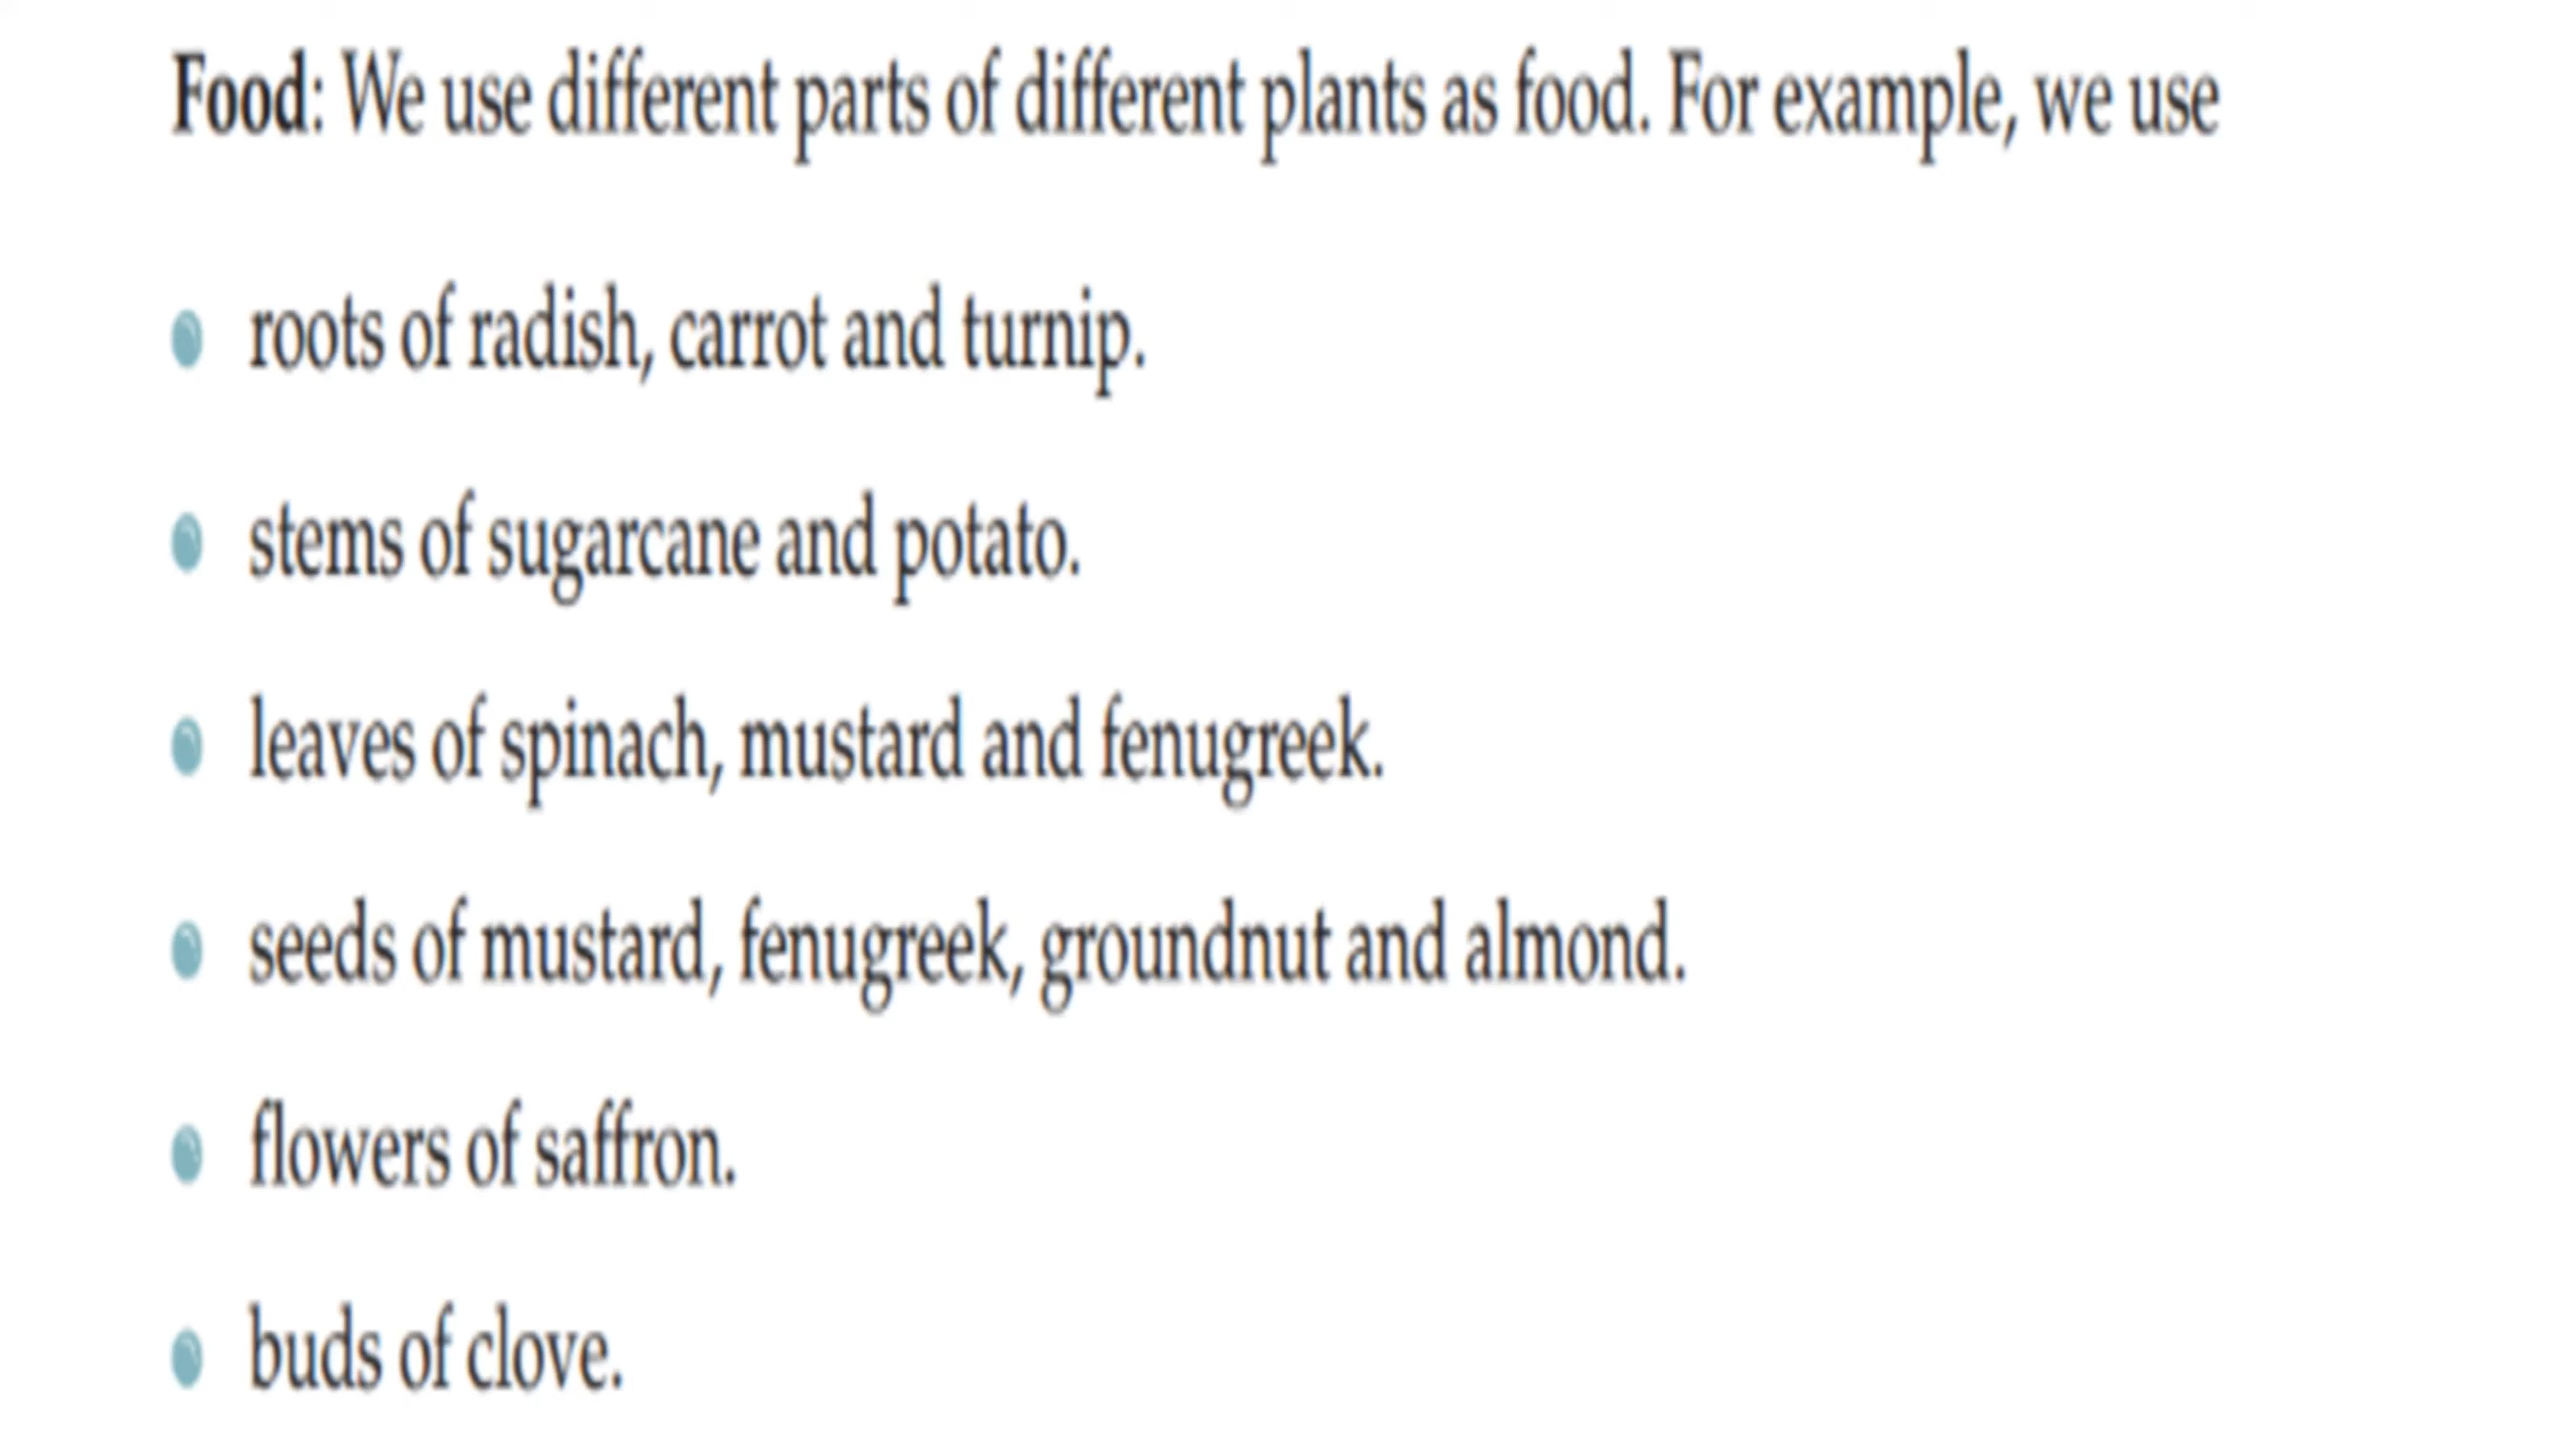 Food: We use different parts of different plants as food. For example, we use
● roots of radish, carrot and turnip.
● stems of sugarcane and potato.
● leaves of spinach, mustard and fenugreek.
● seeds of mustard, fenugreek, groundnut and almond.
● flowers of saffron.
● buds of clove.